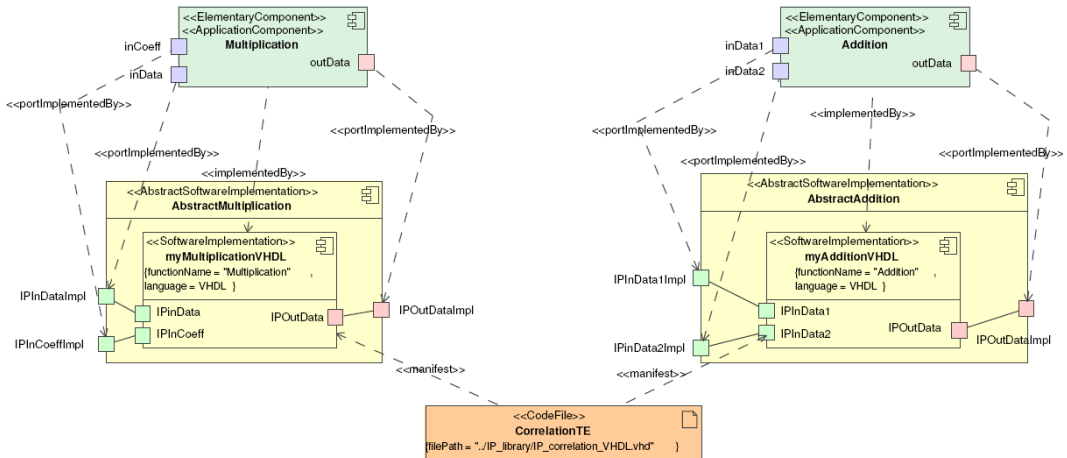 <<ElementaryComponent>>
<<ApplicationComponent>>
Multiplication
inCoeff
inData
outData
<<portImplementedBy>>
<<portImplementedBy>>
<<portImplementedBy>>
<<implementedBy>>
<<AbstractSoftwareImplementation>>
AbstractMultiplication
<<SoftwareImplementation>>
myMultiplicationVHDL
{functionName = "Multiplication" ,
language = VHDL }
IPInDataImpl
IPinData
IPInCoeff
IPInCoeffImpl
IPOutData
IPOutDataImpl
<<manifest>>
<<ElementaryComponent>>
<<ApplicationComponent>>
Addition
inData1
inData2
outData
<<implementedBy>>
<<portImplementedBy>>
<<portImplementedBy>>
<<portImplementedBy>>
<<AbstractSoftwareImplementation>>
AbstractAddition
<<SoftwareImplementation>>
myAdditionVHDL
{functionName = "Addition" ,
language = VHDL }
IPInData1Impl
IPInData1
IPInData2
IPinData2Impl
IPOutData
IPOutDataImpl
<<manifest>>
<<CodeFile>>
CorrelationTE
{filePath = "../IP_library/IP_correlation_VHDL.vhd" }